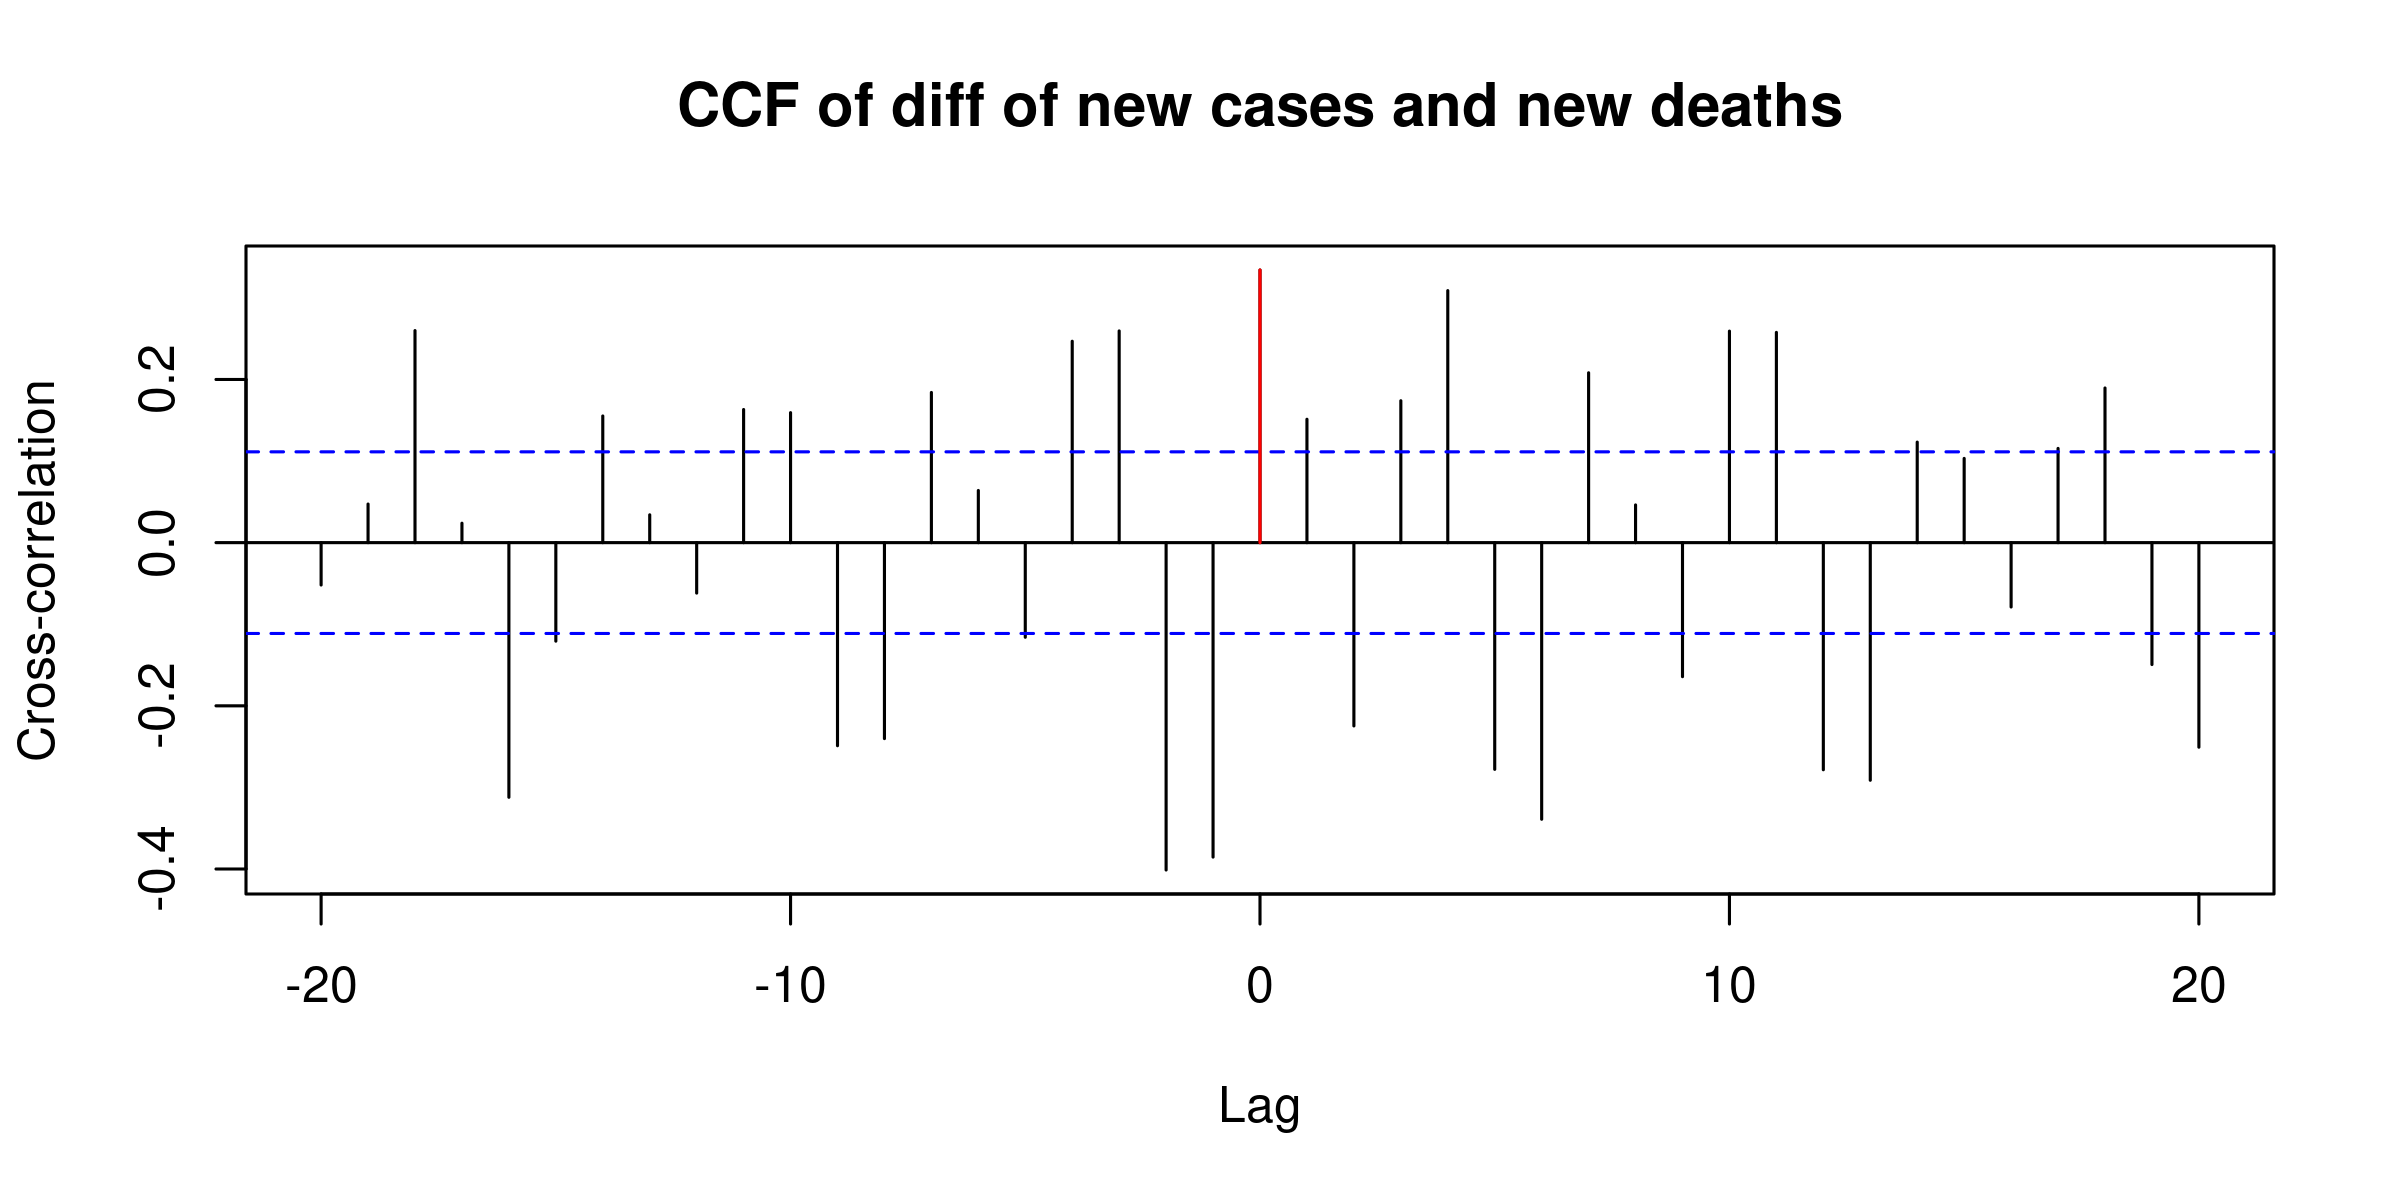 CCF of diff of new cases and new deaths
Cross-correlation
0.2
0.0
-0.2
-0.4
-20 -10 0 10 20
Lag